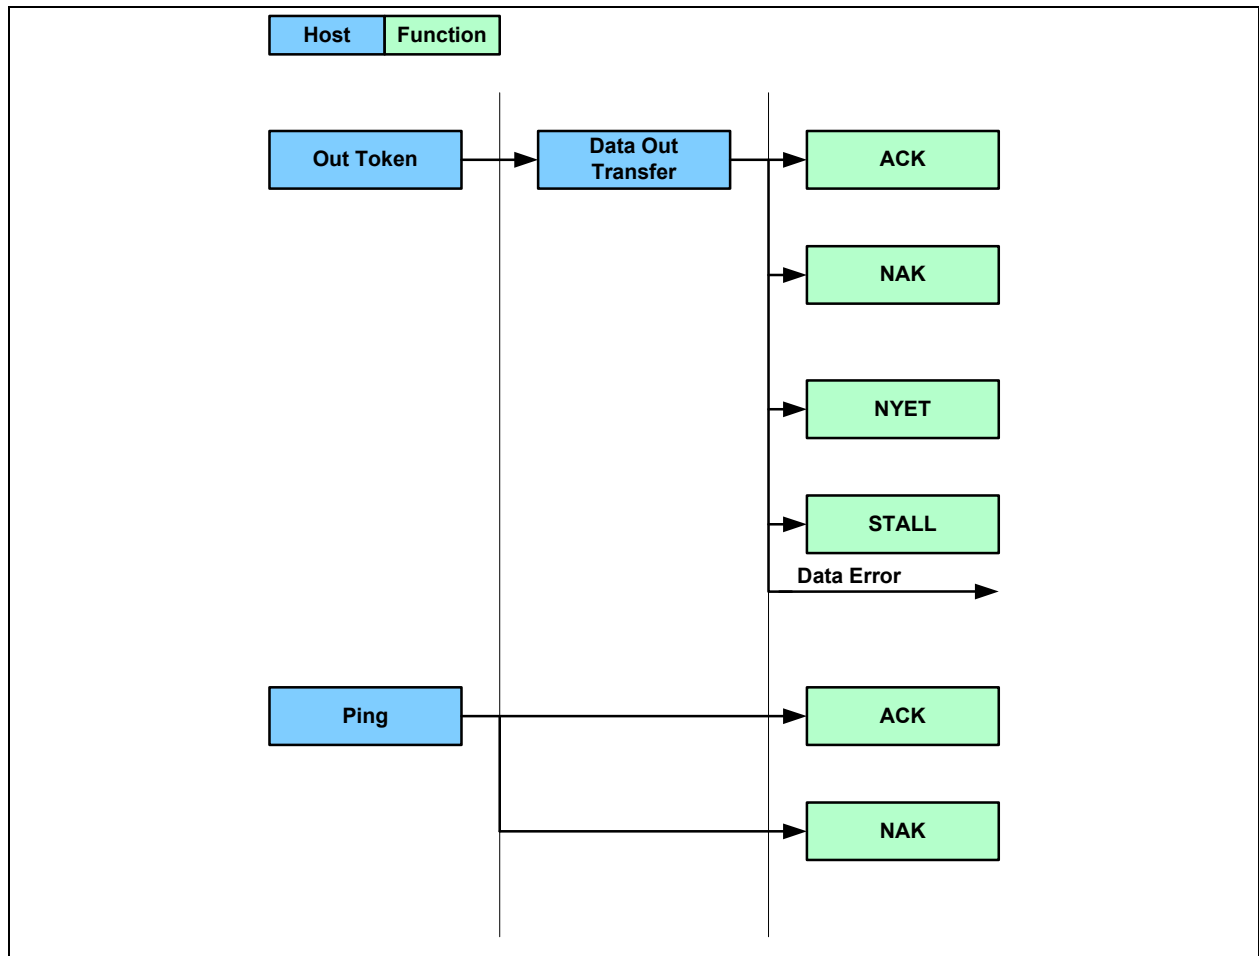 Host Function
Out Token
Data Out
Transfer
ACK
NAK
NYET
STALL
Data Error
Ping
ACK
NAK